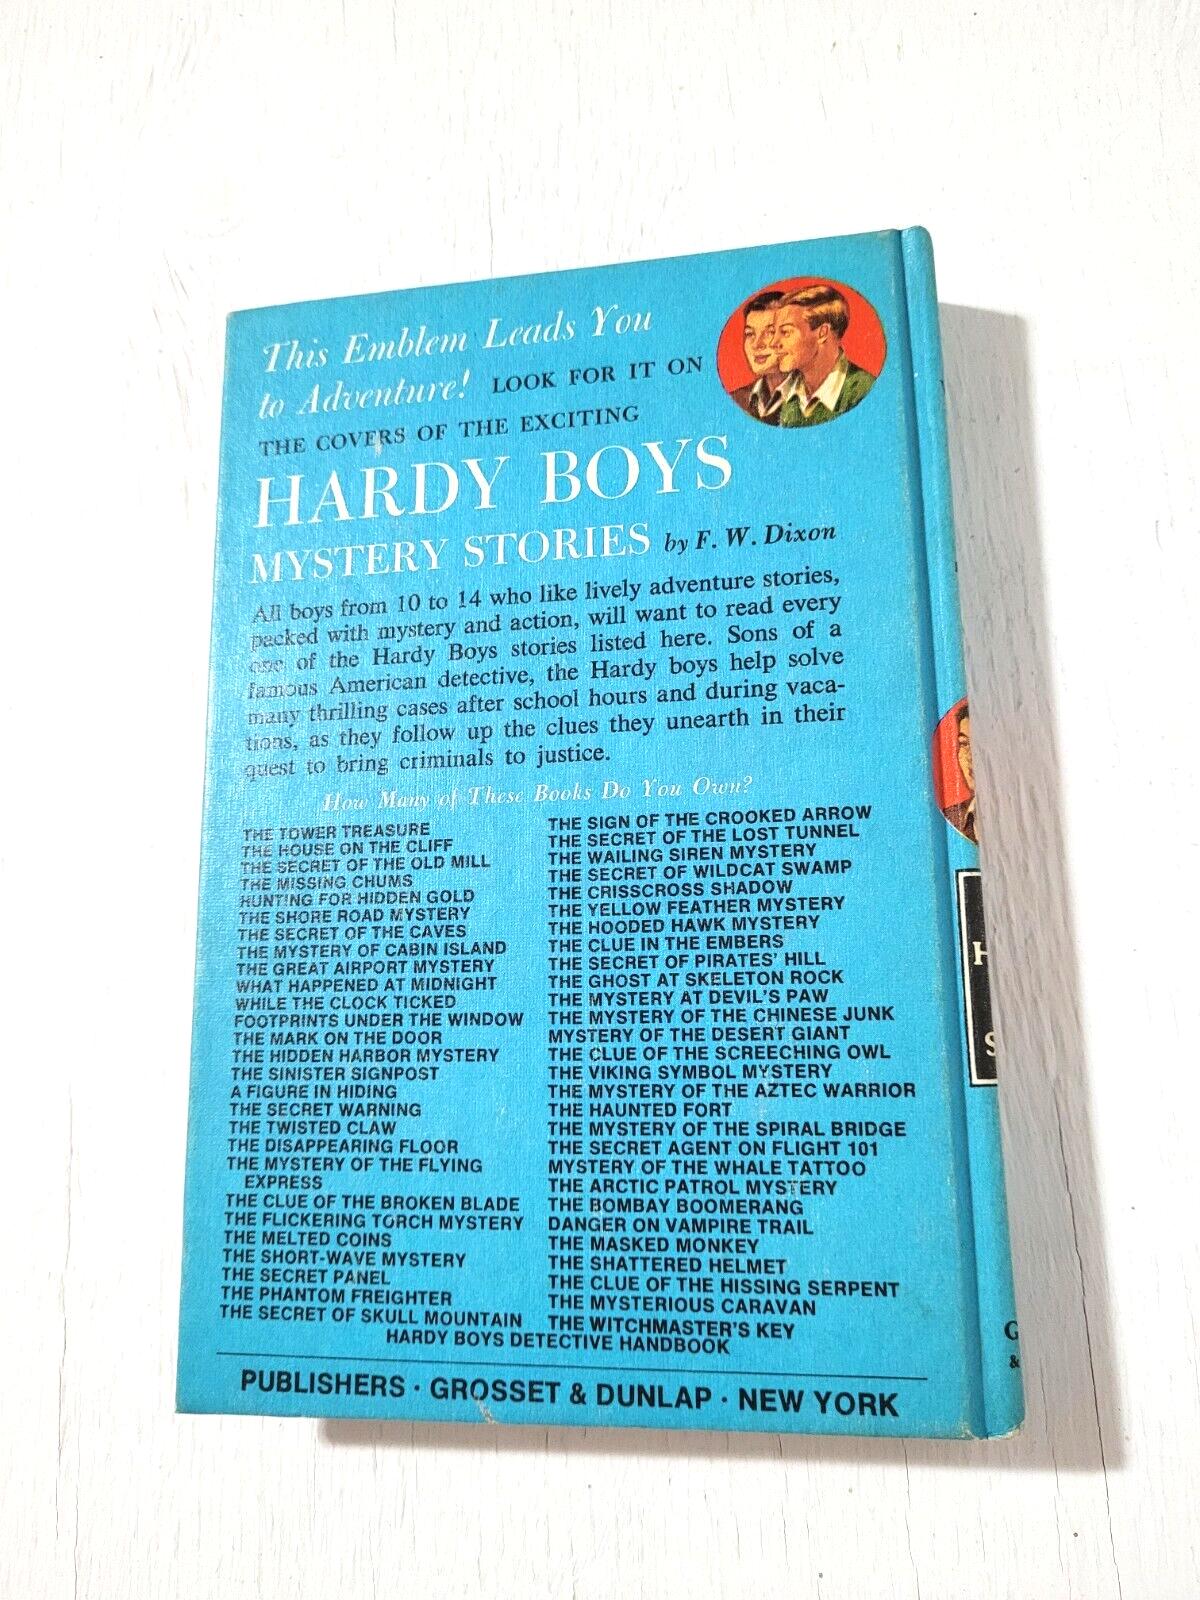 This Emblem Leads You
to Adventure! LOOK FOR IT ON
THE COVERS OF THE EXCITING
HARDY BOYS
MYSTERY STORIES by F. W. Dixon
All boys from 10 to 14 who like lively adventure stories,
packed with mystery and action, will want to read every
one of the Hardy Boys stories listed here. Sons of a
famous American detective, the Hardy boys help solve
many thrilling cases after school hours and during vaca-
tions, as they follow up the clues they unearth in their
quest to bring criminals to justice.
How Many of These Books Do You Own?
THE TOWER TREASURE
THE HOUSE ON THE CLIFF
THE SECRET OF THE OLD MILL
THE MISSING CHUMS
HUNTING FOR HIDDEN GOLD
THE SHORE ROAD MYSTERY
THE SECRET OF THE CAVES
THE MYSTERY OF CABIN ISLAND
THE GREAT AIRPORT MYSTERY
WHAT HAPPENED AT MIDNIGHT
WHILE THE CLOCK TICKED
FOOTPRINTS UNDER THE WINDOW
THE MARK ON THE DOOR
THE HIDDEN HARBOR MYSTERY
THE SINISTER SIGNPOST
A FIGURE IN HIDING
THE SECRET WARNING
THE TWISTED CLAW
THE DISAPPEARING FLOOR
THE MYSTERY OF THE FLYING
EXPRESS
THE CLUE OF THE BROKEN BLADE
THE FLICKERING TORCH MYSTERY
THE MELTED COINS
THE SHORT-WAVE MYSTERY
THE SECRET PANEL
THE PHANTOM FREIGHTER
THE SECRET OF SKULL MOUNTAIN
THE SIGN OF THE CROOKED ARROW
THE SECRET OF THE LOST TUNNEL
THE WAILING SIREN MYSTERY
THE SECRET OF WILDCAT SWAMP
THE CRISSCROSS SHADOW
THE YELLOW FEATHER MYSTERY
THE HOODED HAWK MYSTERY
THE CLUE IN THE EMBERS
THE SECRET OF PIRATES' HILL
THE GHOST AT SKELETON ROCK
THE MYSTERY AT DEVIL'S PAW
THE MYSTERY OF THE CHINESE JUNK
MYSTERY OF THE DESERT GIANT
THE CLUE OF THE SCREECHING OWL
THE VIKING SYMBOL MYSTERY
THE MYSTERY OF THE AZTEC WARRIOR
THE HAUNTED FORT
THE MYSTERY OF THE SPIRAL BRIDGE
THE SECRET AGENT ON FLIGHT 101
MYSTERY OF THE WHALE TATTOO
THE ARCTIC PATROL MYSTERY
THE BOMBAY BOOMERANG
DANGER ON VAMPIRE TRAIL
THE MASKED MONKEY
THE SHATTERED HELMET
THE CLUE OF THE HISSING SERPENT
THE MYSTERIOUS CARAVAN
THE WITCHMASTER'S KEY
HARDY BOYS DETECTIVE HANDBOOK
PUBLISHERS · GROSSET & DUNLAP · NEW YORK
H
S
G
&